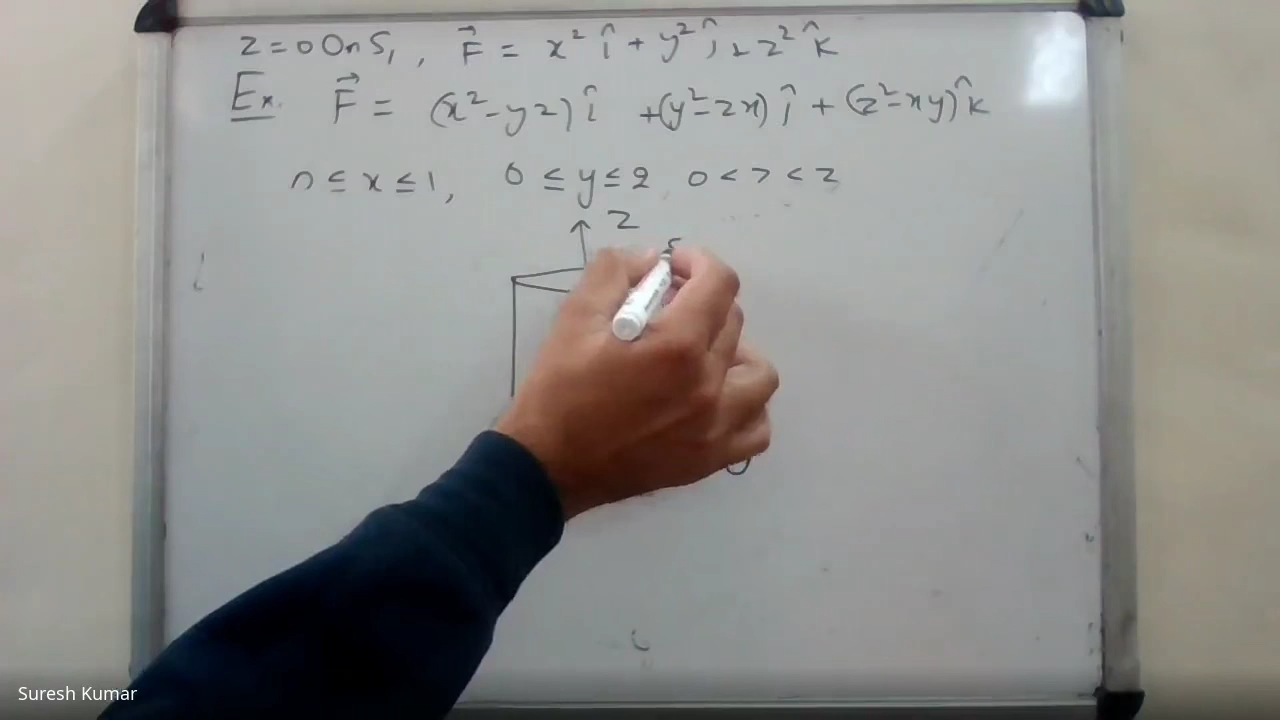 z = 0 On S₁, F⃗ = x² î + y² ĵ + z² k̂
Ex. F⃗ = (x² - yz) î + (y² - zx) ĵ + (z² - xy) k̂
0 ≤ x ≤ 1, 0 ≤ y ≤ 2 0 < z < 2
z
Suresh Kumar